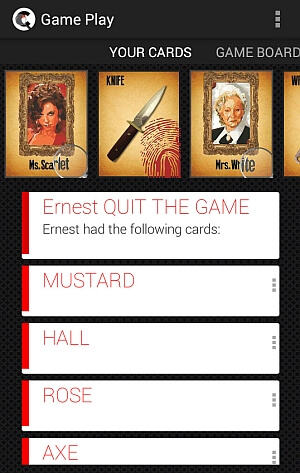 Game Play
YOUR CARDS GAME BOARD
Ms. Scarlet
KNIFE
Mrs. White
Ernest QUIT THE GAME
Ernest had the following cards:
MUSTARD
HALL
ROSE
AXE